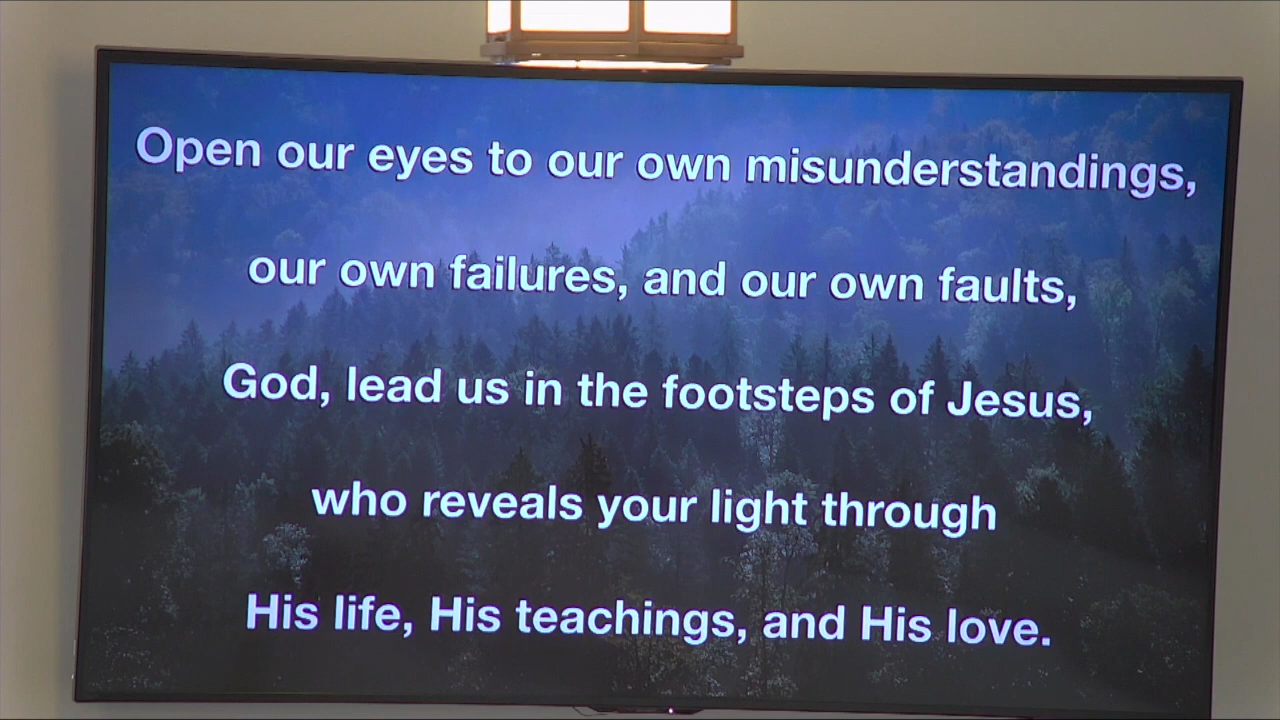 Open our eyes to our own misunderstandings,
our own failures, and our own faults,
God, lead us in the footsteps of Jesus,
who reveals your light through
His life, His teachings, and His love.